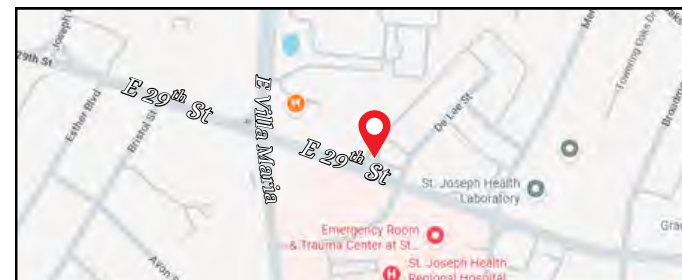 Joseph
29th St
Esther Blvd
Bristol St
E 29th St
E Villa Maria
H
E 29th St
De Lee St
Towering Oaks Dr
Oaks
St. Joseph Health
Laboratory
Emergency Room
& Trauma Center at St...
H
St. Joseph Health
Regional Hospital
Avon